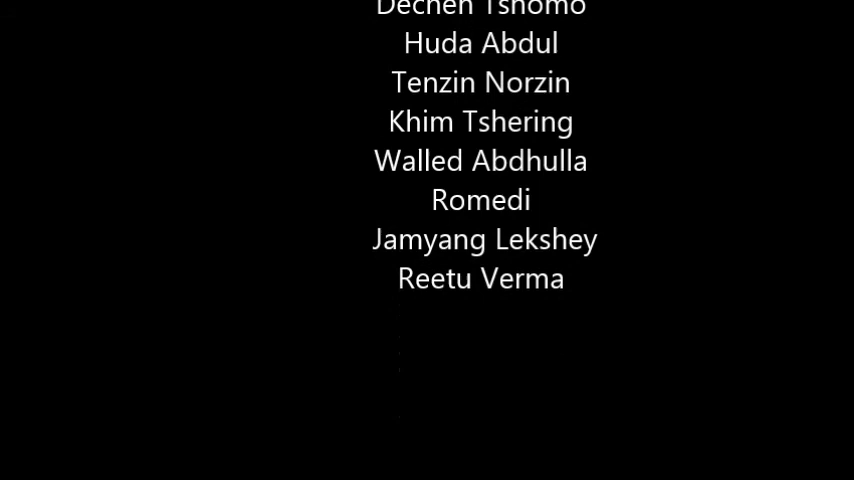 Dechen Tshomo
Huda Abdul
Tenzin Norzin
Khim Tshering
Walled Abdhulla
Romedi
Jamyang Lekshey
Reetu Verma